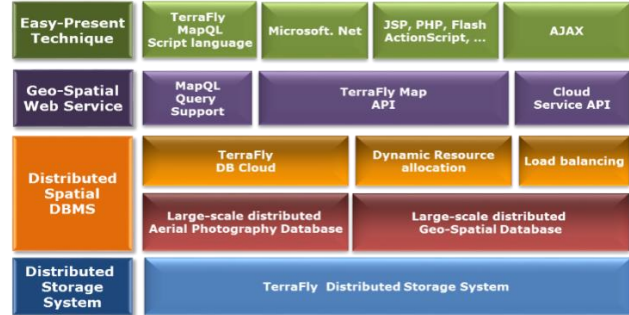 Easy-Present
Technique
TerraFly
MapQL
Script language
Microsoft. Net
JSP, PHP, Flash
ActionScript, ...
AJAX
Geo-Spatial
Web Service
MapQL
Query
Support
TerraFly Map
API
Cloud
Service API
Distributed
Spatial
DBMS
TerraFly
DB Cloud
Dynamic Resource
allocation
Load balancing
Large-scale distributed
Aerial Photography Database
Large-scale distributed
Geo-Spatial Database
Distributed
Storage
System
TerraFly Distributed Storage System